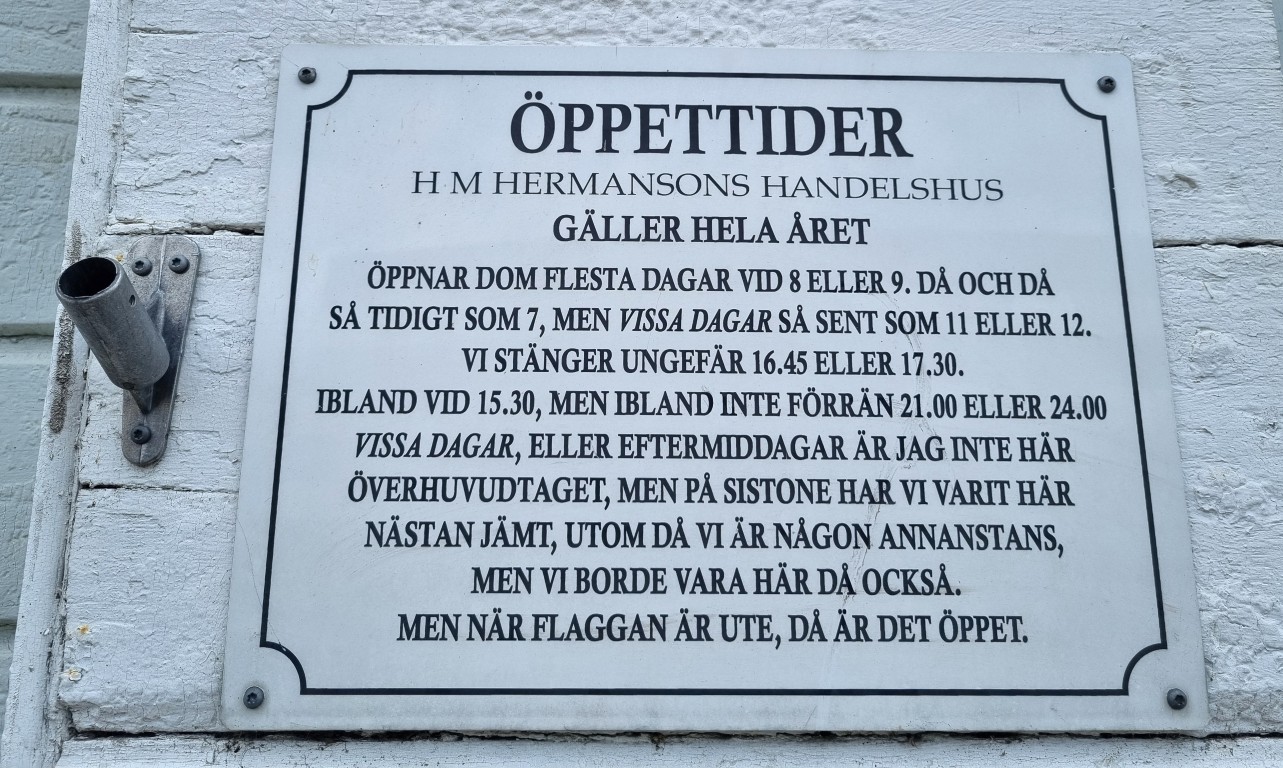 ÖPPETTIDER
H M HERMANSONS HANDELSHUS
GÄLLER HELA ÅRET
ÖPPNAR DOM FLESTA DAGAR VID 8 ELLER 9. DÅ OCH DÅ
SÅ TIDIGT SOM 7, MEN VISSA DAGAR SÅ SENT SOM 11 ELLER 12.
VI STÄNGER UNGEFÄR 16.45 ELLER 17.30.
IBLAND VID 15.30, MEN IBLAND INTE FÖRRÄN 21.00 ELLER 24.00
VISSA DAGAR, ELLER EFTERMIDDAGAR ÄR JAG INTE HÄR
ÖVERHUVUDTAGET, MEN PÅ SISTONE HAR VI VARIT HÄR
NÄSTAN JÄMT, UTOM DÅ VI ÄR NÅGON ANNANSTANS,
MEN VI BORDE VARA HÄR DÅ OCKSÅ.
MEN NÄR FLAGGAN ÄR UTE, DÅ ÄR DET ÖPPET.